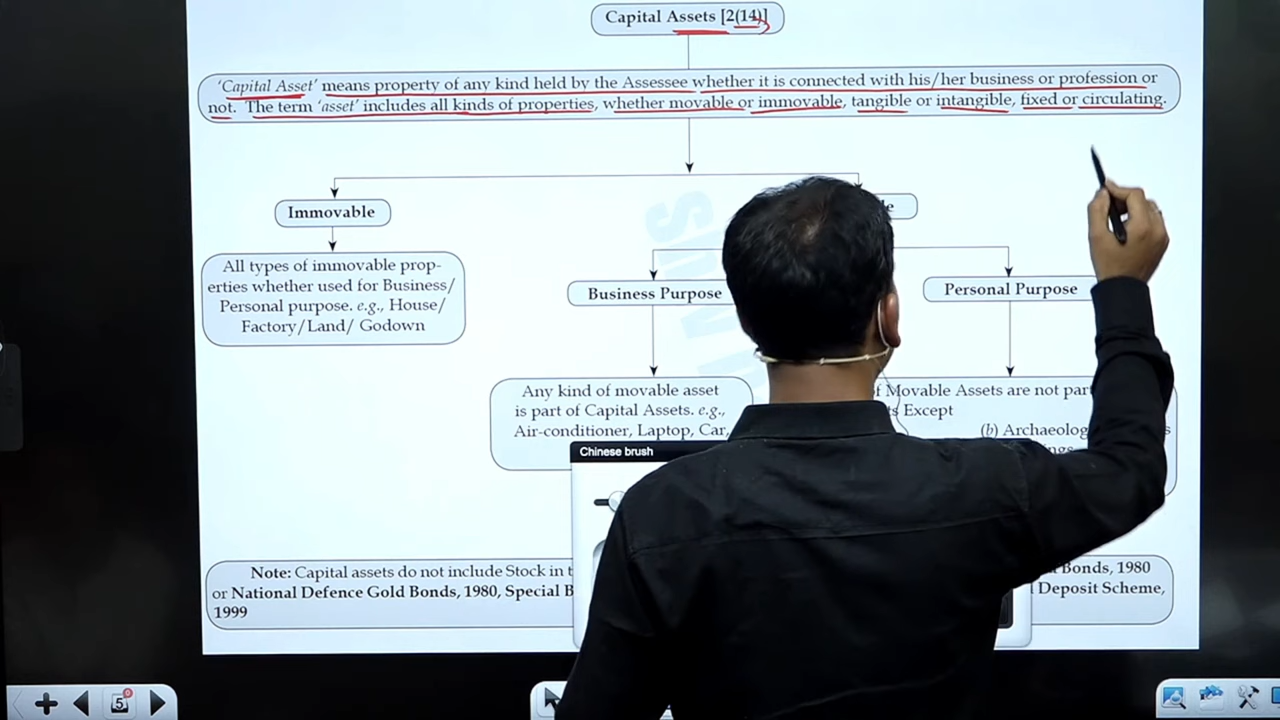 Capital Assets [2(14)]
'Capital Asset' means property of any kind held by the Assessee whether it is connected with his/her business or profession or
not. The term 'asset' includes all kinds of properties, whether movable or immovable, tangible or intangible, fixed or circulating.
Immovable
All types of immovable prop-
erties whether used for Business/
Personal purpose. e.g., House/
Factory/Land/ Godown
Business Purpose
Personal Purpose
Any kind of movable asset
is part of Capital Assets. e.g.,
Air-conditioner, Laptop, Car,
of Movable Assets are not part
Except
(b)
Chinese brush
Note: Capital assets do not include Stock in
Bonds, 1980
or National Defence Gold Bonds, 1980, Special
Deposit Scheme,
1999
5